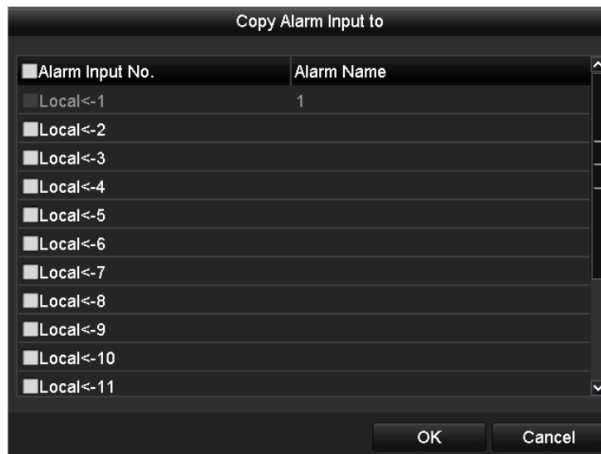 Copy Alarm Input to
Alarm Input No. Alarm Name
Local<-1 1
Local<-2
Local<-3
Local<-4
Local<-5
Local<-6
Local<-7
Local<-8
Local<-9
Local<-10
Local<-11
OK Cancel